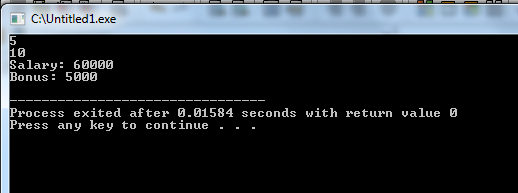 C:\Untitled1.exe
5
10
Salary: 60000
Bonus: 5000
--------------------------------
Process exited after 0.01584 seconds with return value 0
Press any key to continue . . .